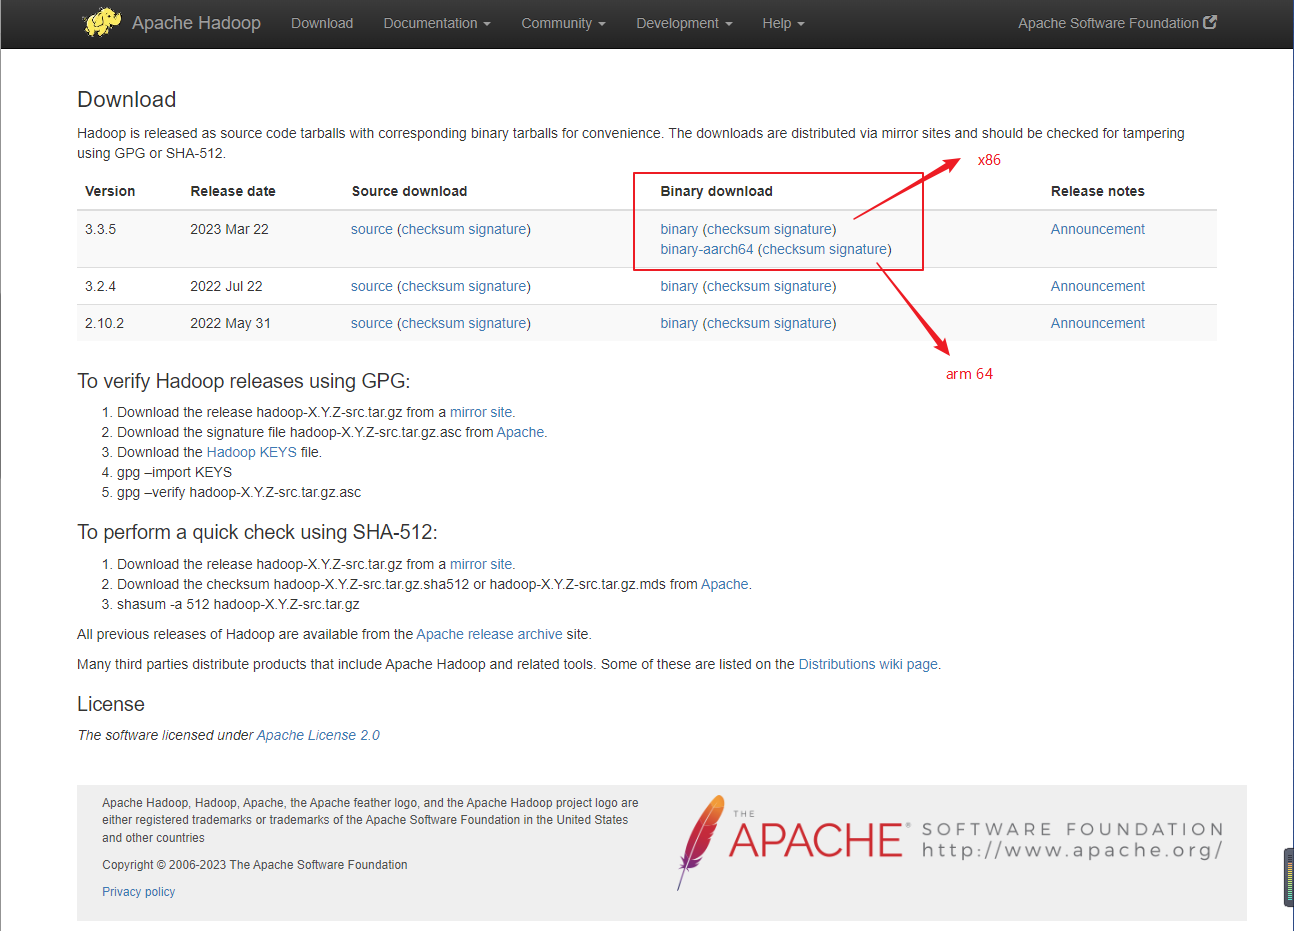 Apache Hadoop Download Documentation Community Development Help Apache Software Foundation
Download
Hadoop is released as source code tarballs with corresponding binary tarballs for convenience. The downloads are distributed via mirror sites and should be checked for tampering
using GPG or SHA-512.
x86
Version Release date Source download Binary download Release notes
3.3.5 2023 Mar 22 source (checksum signature) binary (checksum signature) Announcement
binary-aarch64 (checksum signature)
3.2.4 2022 Jul 22 source (checksum signature) binary (checksum signature) Announcement
2.10.2 2022 May 31 source (checksum signature) binary (checksum signature) Announcement
arm 64
To verify Hadoop releases using GPG:
1. Download the release hadoop-X.Y.Z-src.tar.gz from a mirror site.
2. Download the signature file hadoop-X.Y.Z-src.tar.gz.asc from Apache.
3. Download the Hadoop KEYS file.
4. gpg –import KEYS
5. gpg –verify hadoop-X.Y.Z-src.tar.gz.asc
To perform a quick check using SHA-512:
1. Download the release hadoop-X.Y.Z-src.tar.gz from a mirror site.
2. Download the checksum hadoop-X.Y.Z-src.tar.gz.sha512 or hadoop-X.Y.Z-src.tar.gz.mds from Apache.
3. shasum -a 512 hadoop-X.Y.Z-src.tar.gz
All previous releases of Hadoop are available from the Apache release archive site.
Many third parties distribute products that include Apache Hadoop and related tools. Some of these are listed on the Distributions wiki page.
License
The software licensed under Apache License 2.0
Apache Hadoop, Hadoop, Apache, the Apache feather logo, and the Apache Hadoop project logo are
either registered trademarks or trademarks of the Apache Software Foundation in the United States
and other countries
Copyright © 2006-2023 The Apache Software Foundation
Privacy policy
THE
APACHE® SOFTWARE FOUNDATION
http://www.apache.org/